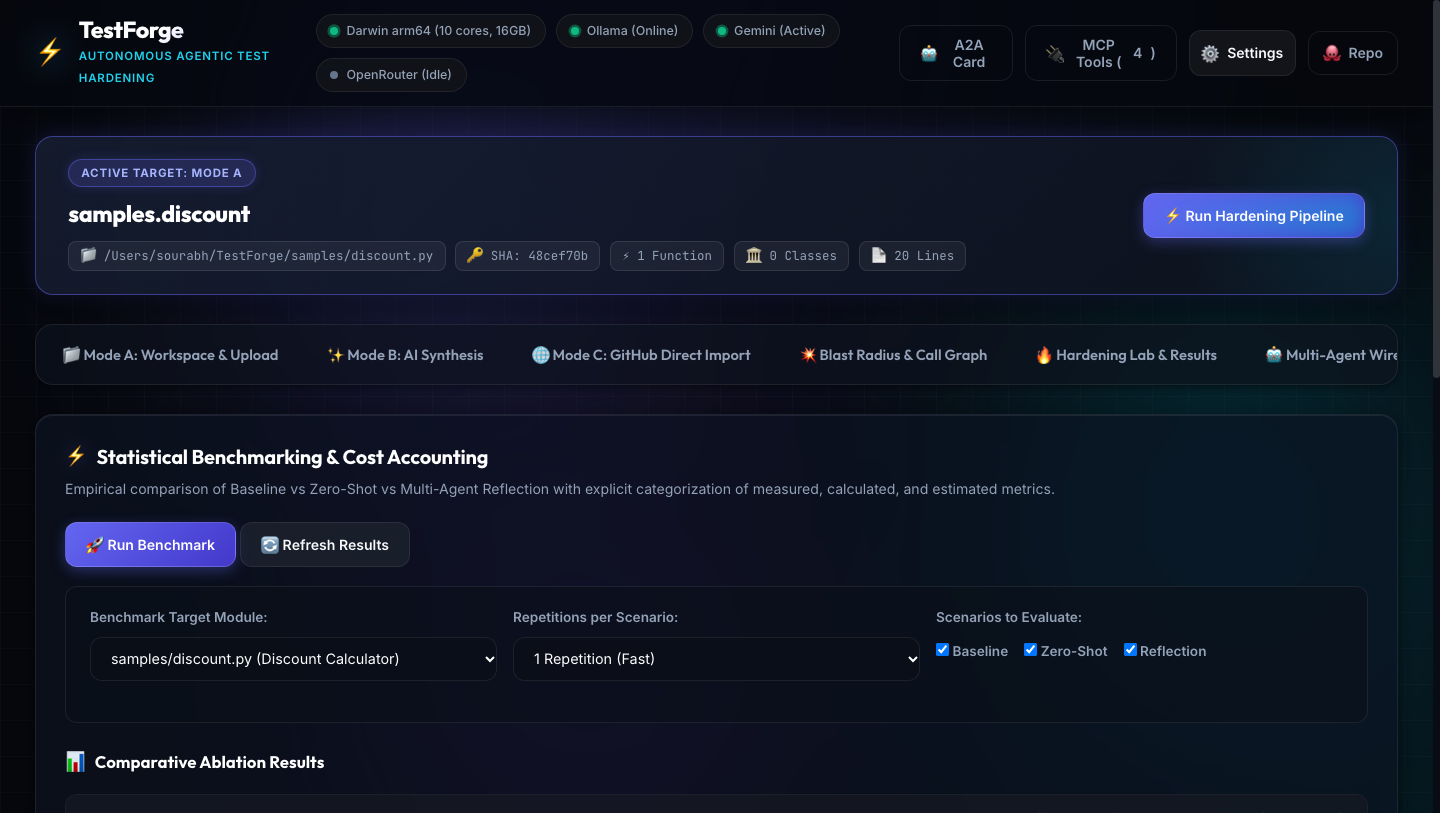 TestForge
AUTONOMOUS AGENTIC TEST
HARDENING
Darwin arm64 (10 cores, 16GB)
Ollama (Online)
Gemini (Active)
OpenRouter (Idle)
A2A
Card
MCP
Tools ( 4 )
Settings
Repo
ACTIVE TARGET: MODE A
samples.discount
/Users/sourabh/TestForge/samples/discount.py
SHA: 48cef70b
1 Function
0 Classes
20 Lines
Run Hardening Pipeline
Mode A: Workspace & Upload
Mode B: AI Synthesis
Mode C: GitHub Direct Import
Blast Radius & Call Graph
Hardening Lab & Results
Multi-Agent Wire
Statistical Benchmarking & Cost Accounting
Empirical comparison of Baseline vs Zero-Shot vs Multi-Agent Reflection with explicit categorization of measured, calculated, and estimated metrics.
Run Benchmark
Refresh Results
Benchmark Target Module:
samples/discount.py (Discount Calculator)
Repetitions per Scenario:
1 Repetition (Fast)
Scenarios to Evaluate:
Baseline
Zero-Shot
Reflection
Comparative Ablation Results